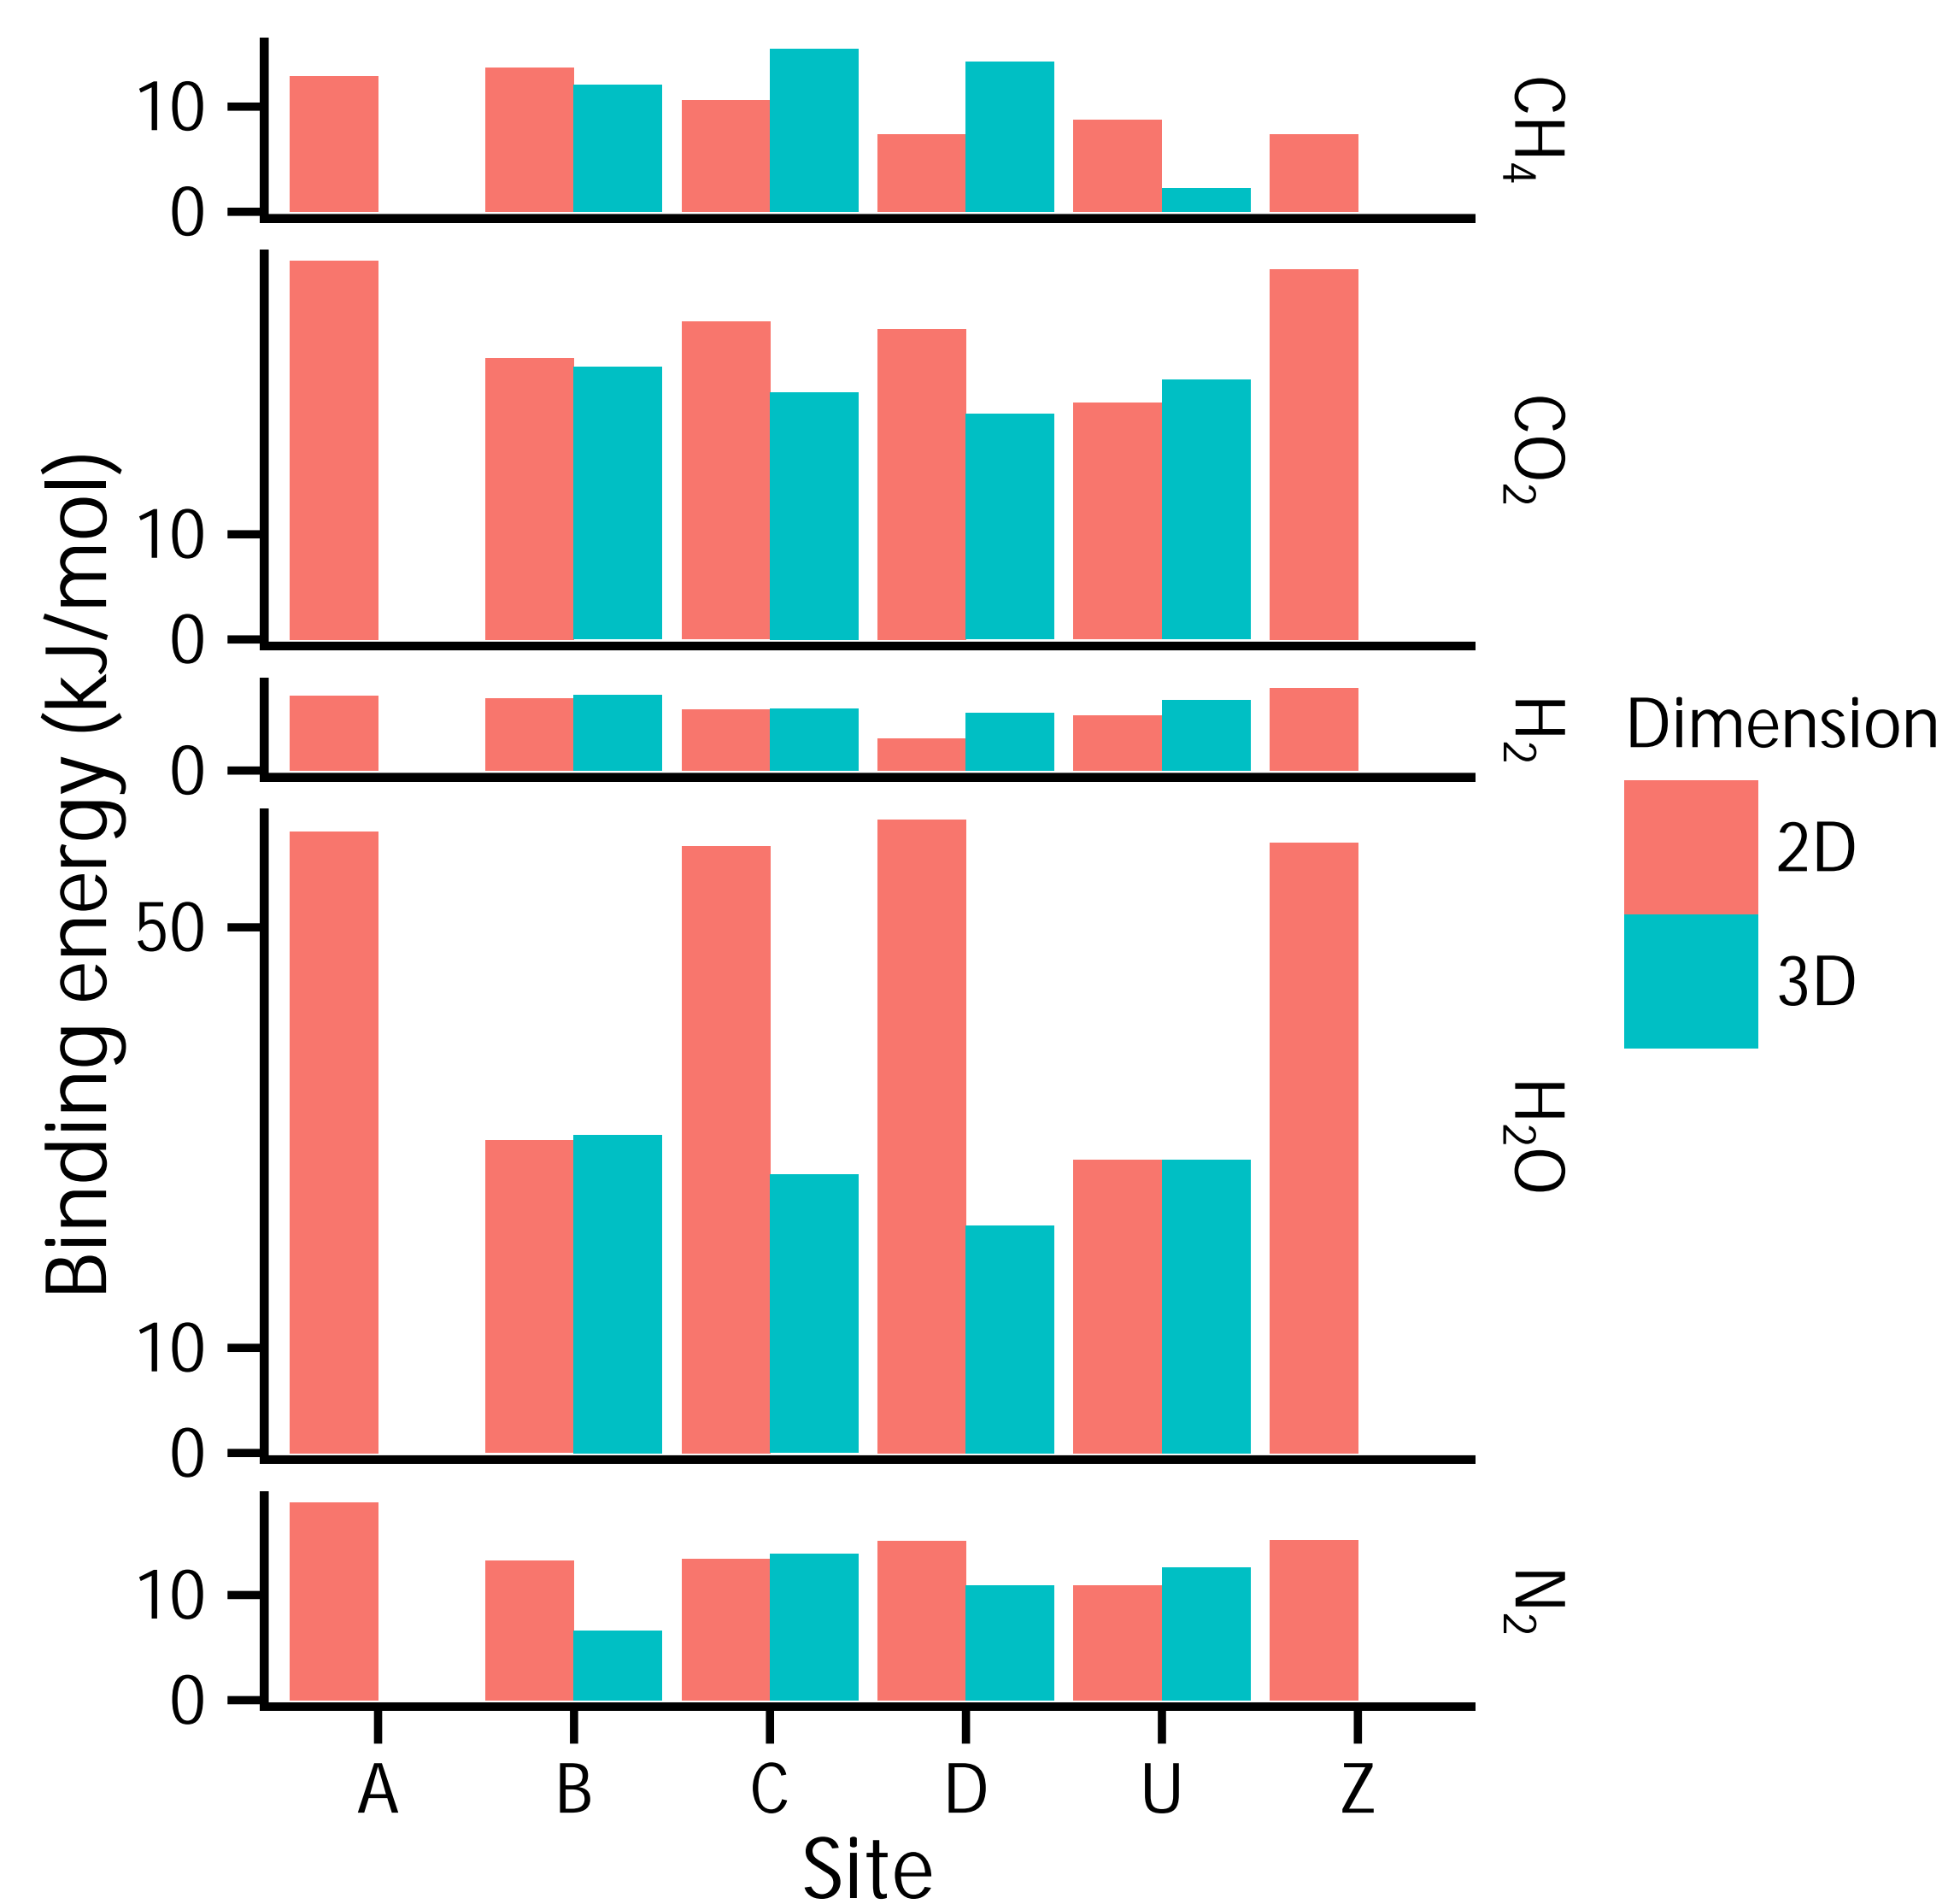 10
0
CH₄
10
0
CO₂
0
H₂
50
10
0
H₂O
10
0
N₂
Binding energy (kJ/mol)
A B C D U Z
Site
Dimension
2D
3D